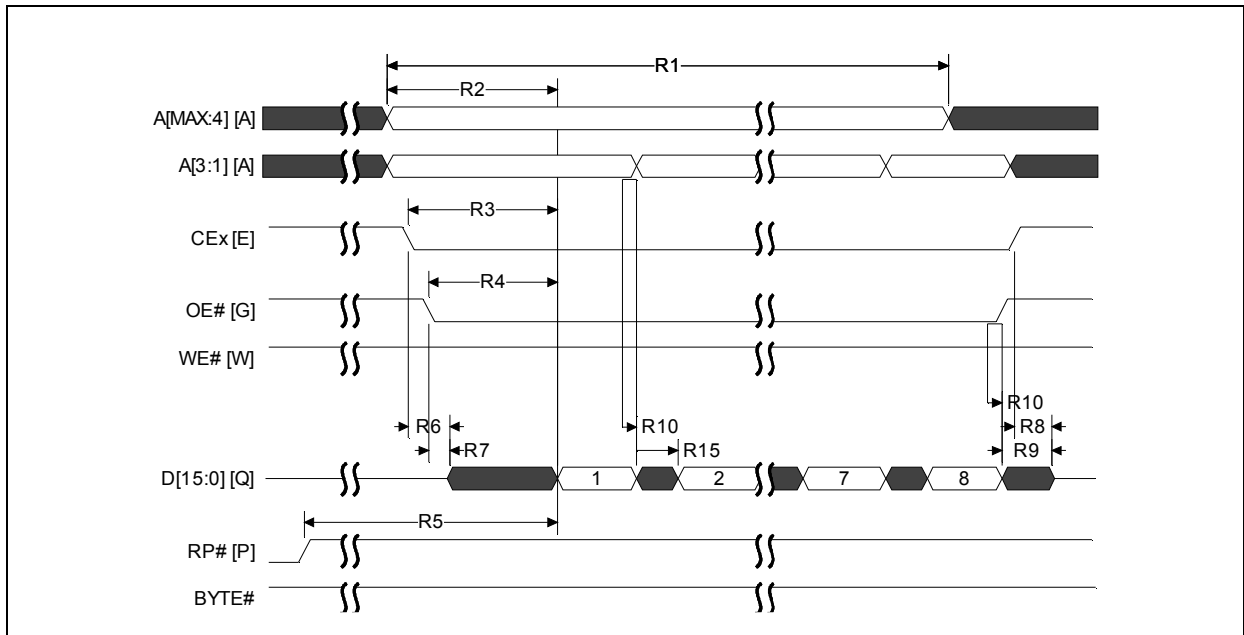 R1
R2
A[MAX:4] [A]
A[3:1] [A]
R3
CEx [E]
R4
OE# [G]
WE# [W]
R10
R6 R10 R8
R7 R15 R9
D[15:0] [Q] 1 2 7 8
R5
RP# [P]
BYTE#